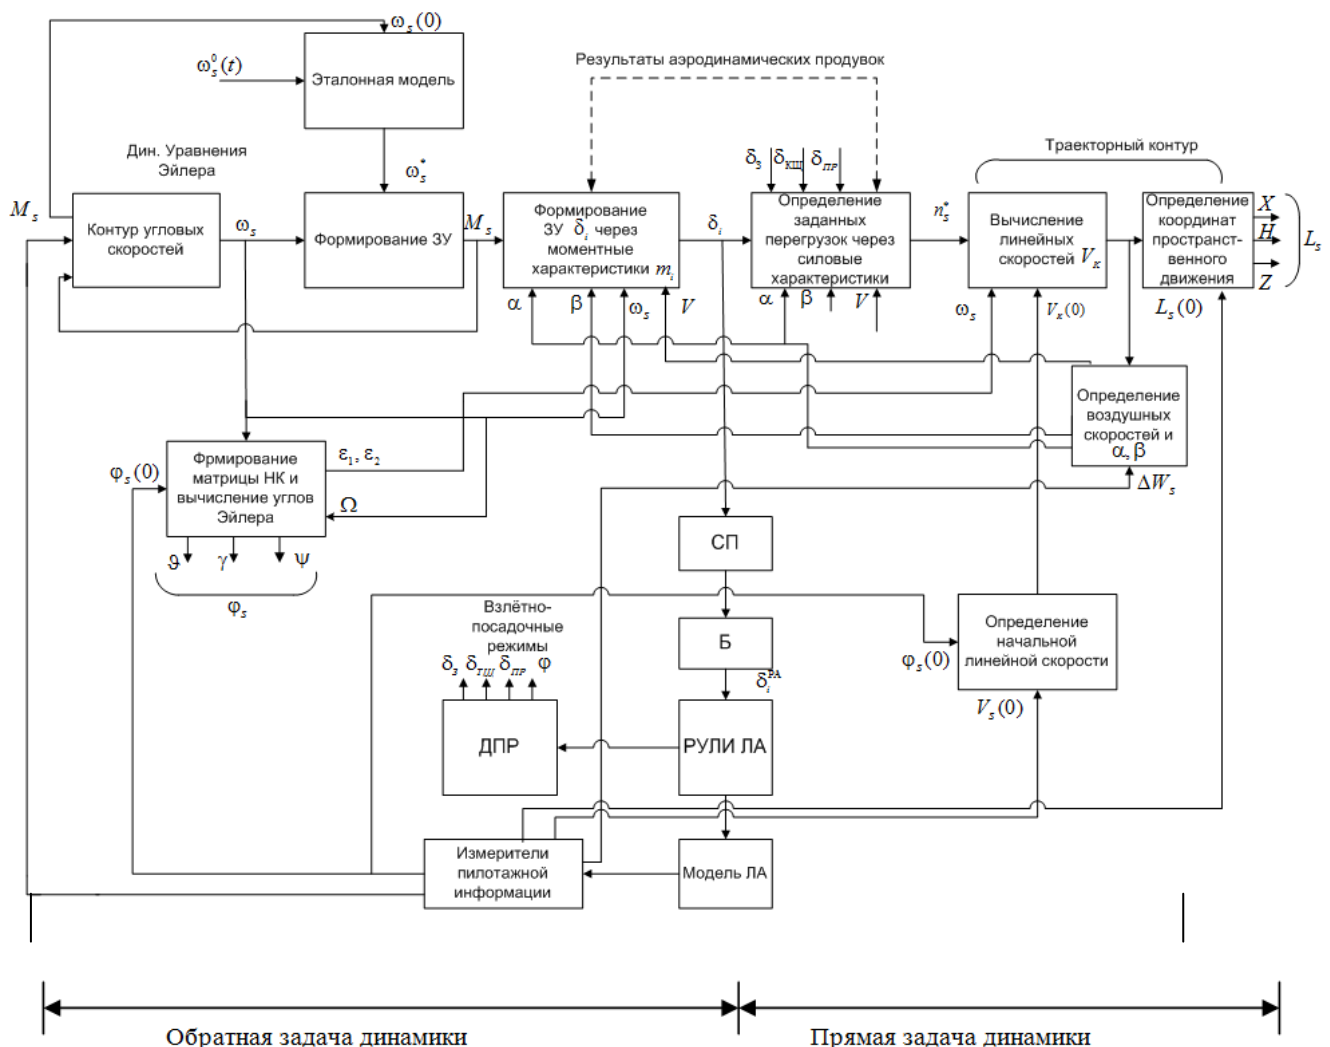 ω_s(0)
ω_s^0(t)
Эталонная модель
Результаты аэродинамических продувок
Дин. Уравнения
Эйлера
ω_s^*
Траекторный контур
δ_з δ_КЩ δ_ПР
M_s
Контур угловых
скоростей
ω_s
Формирование ЗУ
M_s
Формирование
ЗУ δ_i через
моментные
характеристики m_i
δ_i
Определение
заданных
перегрузок через
силовые
характеристики
n_s^*
Вычисление
линейных
скоростей V_к
Определение
координат
пространст-
венного
движения
X
H
Z
L_s
α β ω_s V
α β V
ω_s
V_к(0)
L_s(0)
Определение
воздушных
скоростей и
α, β
ΔW_s
φ_s(0)
Фрмирование
матрицы НК и
вычисление углов
Эйлера
ε_1, ε_2
Ω
ϑ γ ψ
φ_s
СП
Б
δ_i^РА
Взлётно-
посадочные
режимы
δ_з δ_ТЩ δ_ПР φ
ДПР
РУЛИ ЛА
Определение
начальной
линейной скорости
φ_s(0)
V_s(0)
Измерители
пилотажной
информации
Модель ЛА
Обратная задача динамики
Прямая задача динамики